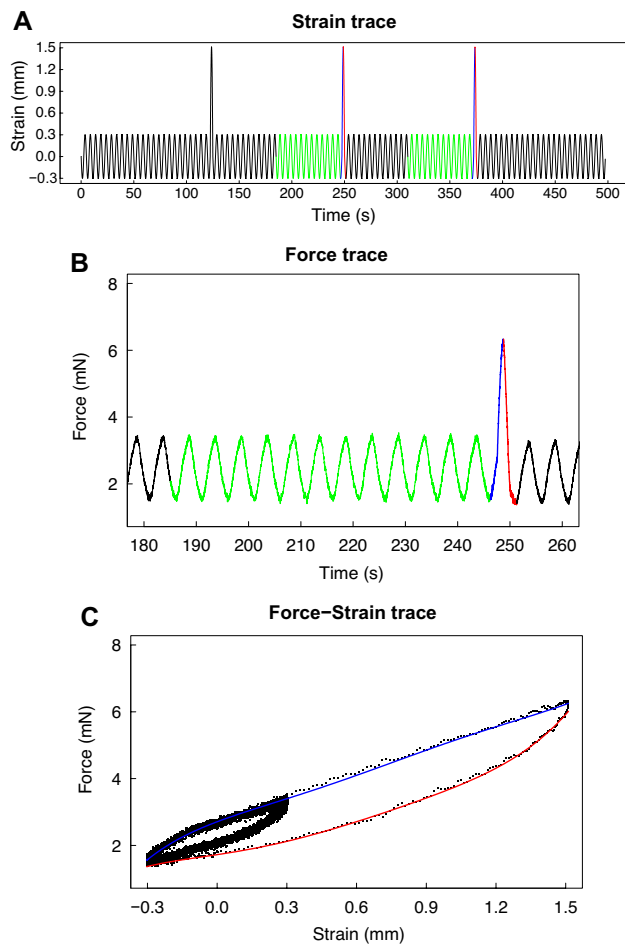 A
Strain trace
Strain (mm)
1.5
1.2
0.9
0.6
0.3
0.0
−0.3
0 50 100 150 200 250 300 350 400 450 500
Time (s)
B
Force trace
Force (mN)
8
6
4
2
180 190 200 210 220 230 240 250 260
Time (s)
C
Force−Strain trace
Force (mN)
8
6
4
2
−0.3 0.0 0.3 0.6 0.9 1.2 1.5
Strain (mm)